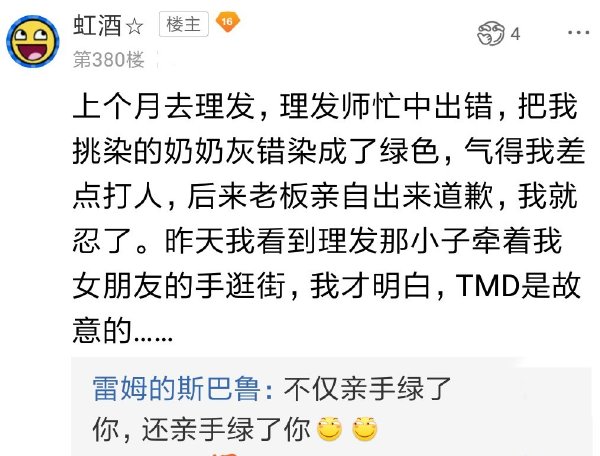 虹酒☆ 楼主 16
4
第380楼
上个月去理发，理发师忙中出错，把我
挑染的奶奶灰错染成了绿色，气得我差
点打人，后来老板亲自出来道歉，我就
忍了。昨天我看到理发那小子牵着我
女朋友的手逛街，我才明白，TMD是故
意的......
雷姆的斯巴鲁：不仅亲手绿了
你，还亲手绿了你